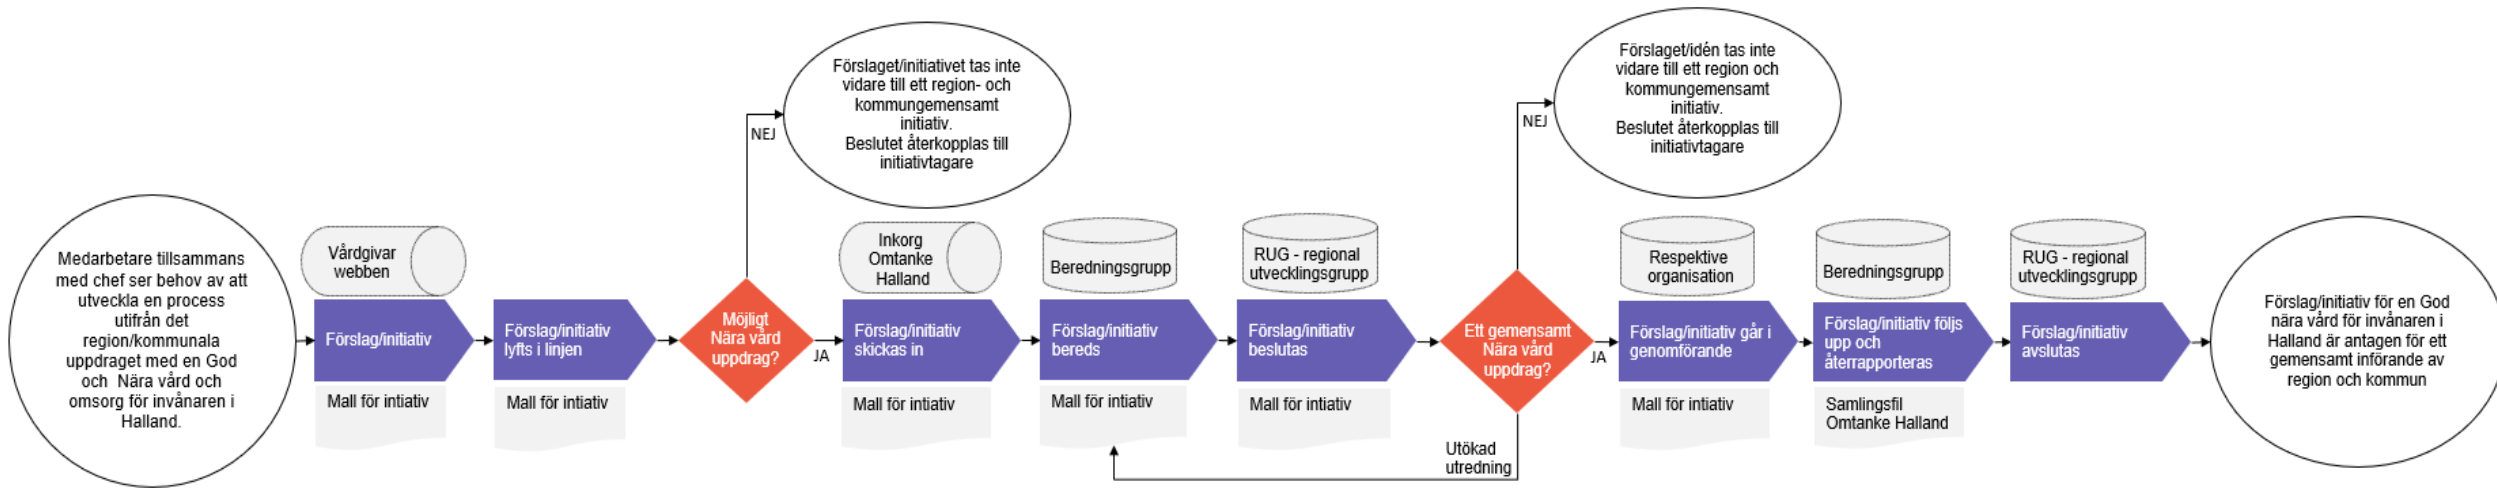 Medarbetare tillsammans
med chef ser behov av att
utveckla en process
utifrån det
region/kommunala
uppdraget med en God
och Nära vård och
omsorg för invånaren i
Halland.
Vårdgivar
webben
Förslag/initiativ
Mall för intiativ
Förslag/initiativ
lyfts i linjen
Mall för intiativ
Möjligt
Nära vård
uppdrag?
NEJ
Förslaget/initiativet tas inte
vidare till ett region- och
kommungemensamt
initiativ.
Beslutet återkopplas till
initiativtagare
JA
Inkorg
Omtanke
Halland
Förslag/initiativ
skickas in
Mall för intiativ
Beredningsgrupp
Förslag/initiativ
bereds
Mall för intiativ
RUG - regional
utvecklingsgrupp
Förslag/initiativ
beslutas
Mall för intiativ
Ett gemensamt
Nära vård
uppdrag?
NEJ
Förslaget/idén tas inte
vidare till ett region och
kommungemensamt
initiativ.
Beslutet återkopplas till
initiativtagare
Utökad
utredning
JA
Respektive
organisation
Förslag/initiativ går i
genomförande
Mall för intiativ
Beredningsgrupp
Förslag/initiativ följs
upp och
återrapporteras
Samlingsfil
Omtanke Halland
RUG - regional
utvecklingsgrupp
Förslag/initiativ
avslutas
Förslag/initiativ för en God
nära vård för invånaren i
Halland är antagen för ett
gemensamt införande av
region och kommun